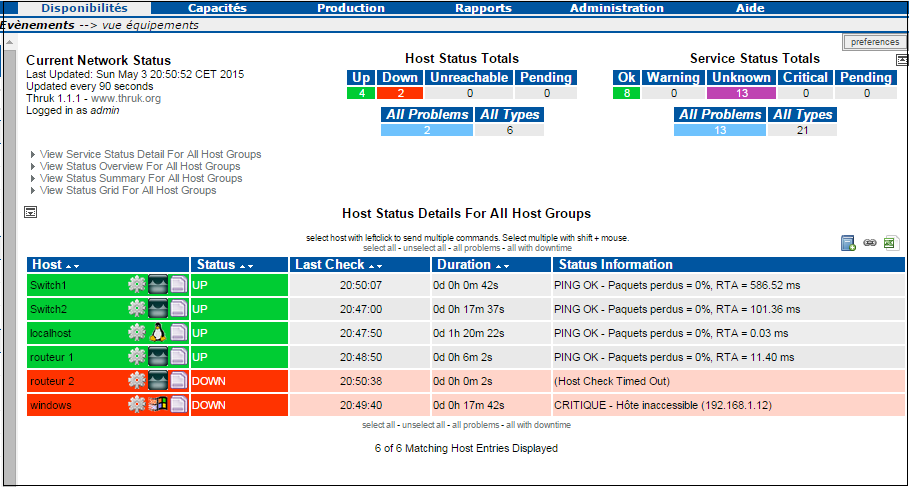 Disponibilités Capacités Production Rapports Administration Aide
Evènements --> vue équipements
preferences
Current Network Status
Last Updated: Sun May 3 20:50:52 CET 2015
Updated every 90 seconds
Thruk 1.1.1 - www.thruk.org
Logged in as admin
Host Status Totals
Up Down Unreachable Pending
4 2 0 0
All Problems All Types
2 6
Service Status Totals
Ok Warning Unknown Critical Pending
8 0 13 0 0
All Problems All Types
13 21
View Service Status Detail For All Host Groups
View Status Overview For All Host Groups
View Status Summary For All Host Groups
View Status Grid For All Host Groups
Host Status Details For All Host Groups
select host with leftclick to send multiple commands. Select multiple with shift + mouse.
select all - unselect all - all problems - all with downtime
Host Status Last Check Duration Status Information
Switch1 UP 20:50:07 0d 0h 0m 42s PING OK - Paquets perdus = 0%, RTA = 586.52 ms
Switch2 UP 20:47:00 0d 0h 17m 37s PING OK - Paquets perdus = 0%, RTA = 101.36 ms
localhost UP 20:47:50 0d 1h 20m 22s PING OK - Paquets perdus = 0%, RTA = 0.03 ms
routeur 1 UP 20:48:50 0d 0h 6m 2s PING OK - Paquets perdus = 0%, RTA = 11.40 ms
routeur 2 DOWN 20:50:38 0d 0h 0m 2s (Host Check Timed Out)
windows DOWN 20:49:40 0d 0h 17m 42s CRITIQUE - Hôte inaccessible (192.168.1.12)
select all - unselect all - all problems - all with downtime
6 of 6 Matching Host Entries Displayed